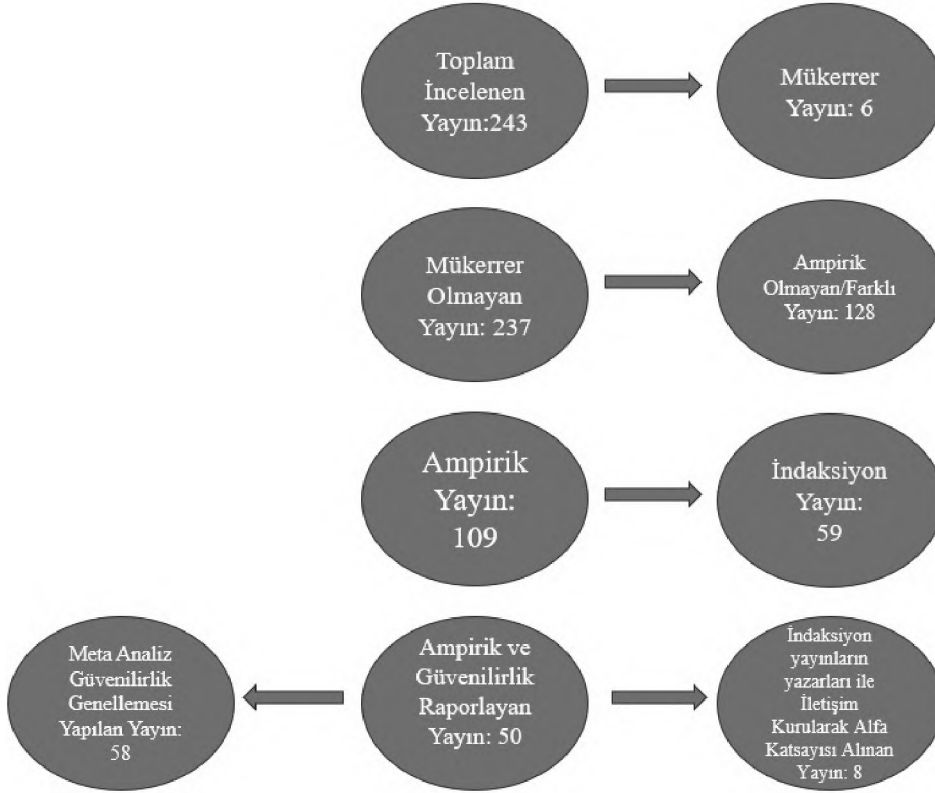 Toplam
İncelenen
Yayın:243
Mükerrer
Yayın: 6
Mükerrer
Olmayan
Yayın: 237
Ampirik
Olmayan/Farklı
Yayın: 128
Ampirik
Yayın:
109
İndaksiyon
Yayın:
59
Meta Analiz
Güvenilirlik
Genellemesi
Yapılan Yayın:
58
Ampirik ve
Güvenilirlik
Raporlayan
Yayın: 50
İndaksiyon
yayınların
yazarları ile
İletişim
Kurularak Alfa
Katsayısı Alınan
Yayın: 8